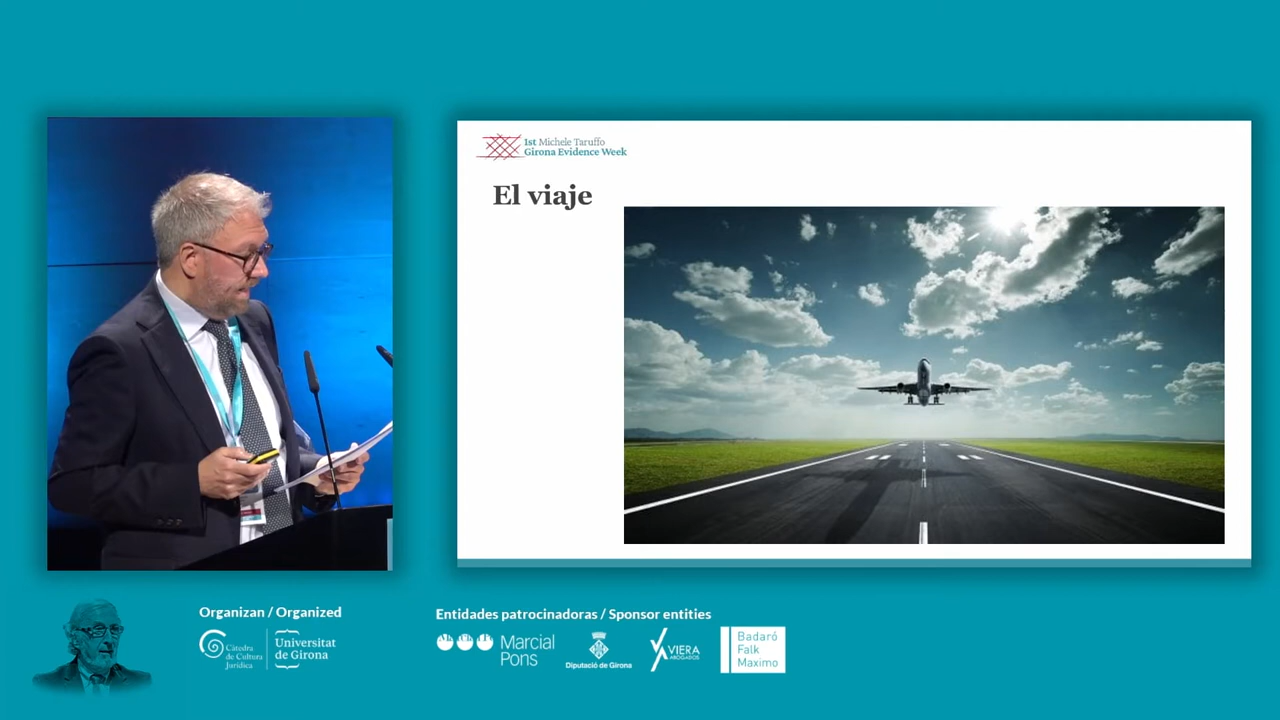 1st Michele Taruffo
Girona Evidence Week
El viaje
Organizan / Organized
Càtedra
de Cultura
Jurídica
Universitat
de Girona
Entidades patrocinadoras / Sponsor entities
Marcial
Pons
Diputació de Girona
VIERA
ABOGADOS
Badaró
Falk
Maximo